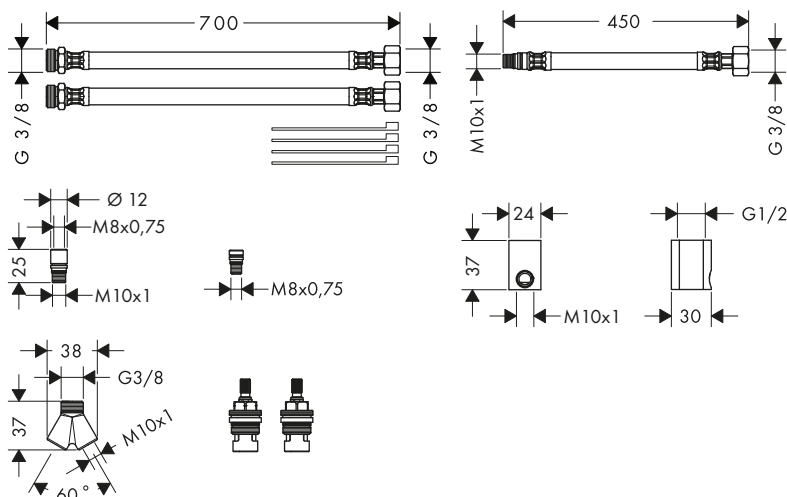 700
450
G 3/8
G 3/8
M10x1
G 3/8
Ø 12
M8x0,75
25
M10x1
M8x0,75
24
G1/2
37
M10x1
30
38
G3/8
37
M10x1
60°